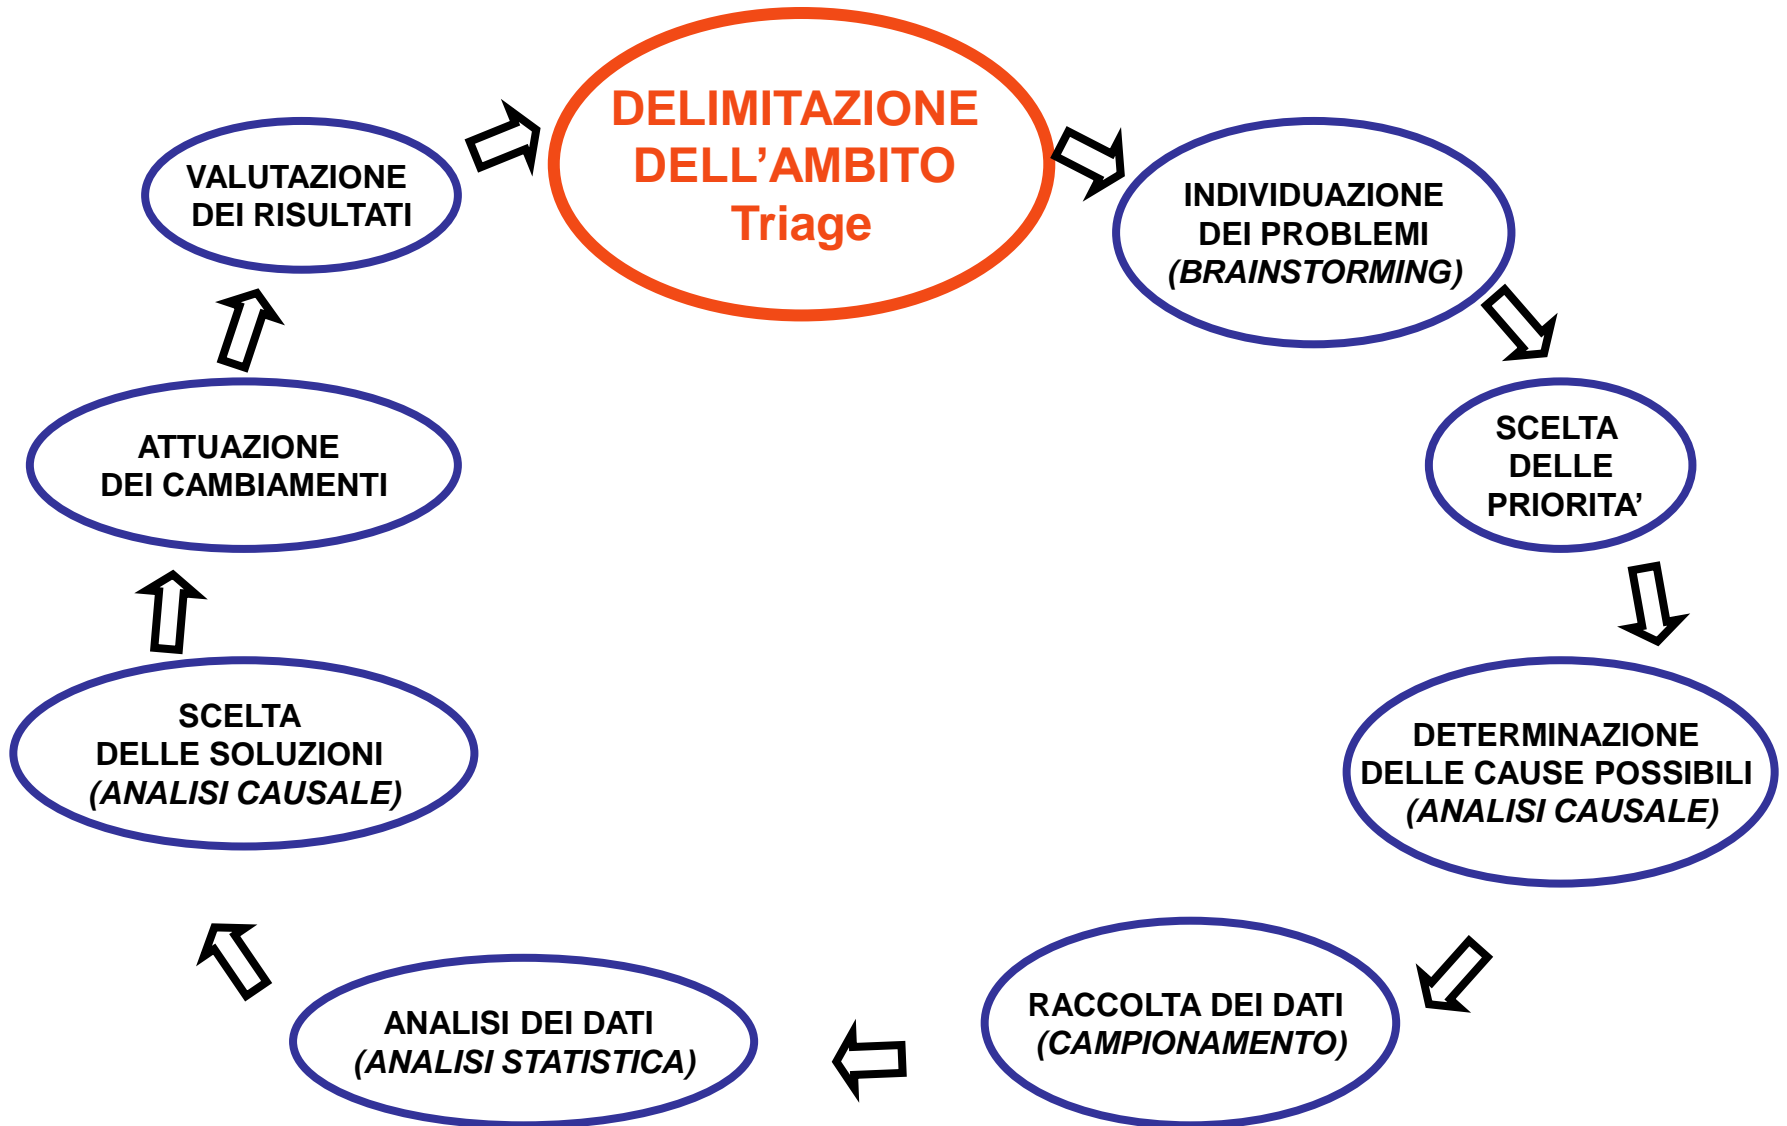 DELIMITAZIONE
DELL’AMBITO
Triage
INDIVIDUAZIONE
DEI PROBLEMI
(BRAINSTORMING)
SCELTA
DELLE
PRIORITA’
DETERMINAZIONE
DELLE CAUSE POSSIBILI
(ANALISI CAUSALE)
RACCOLTA DEI DATI
(CAMPIONAMENTO)
ANALISI DEI DATI
(ANALISI STATISTICA)
SCELTA
DELLE SOLUZIONI
(ANALISI CAUSALE)
ATTUAZIONE
DEI CAMBIAMENTI
VALUTAZIONE
DEI RISULTATI